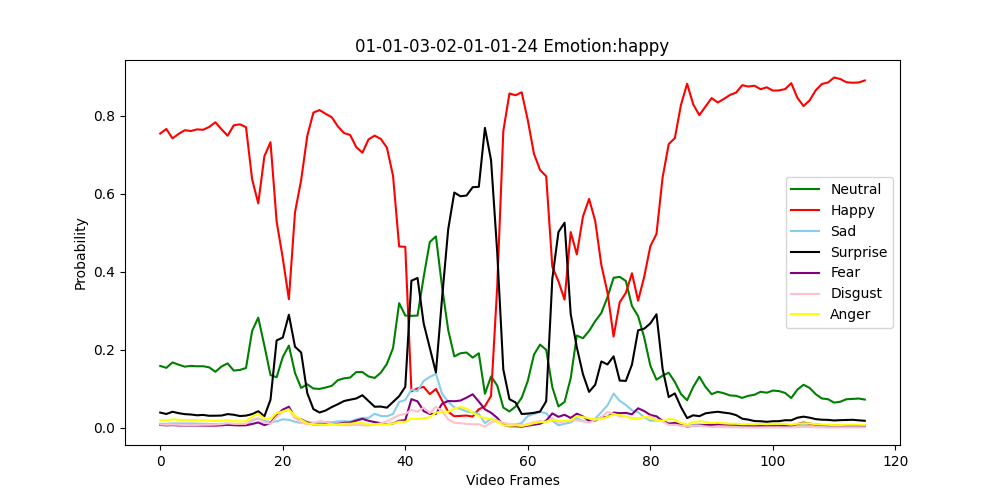 01-01-03-02-01-01-24 Emotion:happy
Probability
0.8
0.6
0.4
0.2
0.0
Neutral
Happy
Sad
Surprise
Fear
Disgust
Anger
0 20 40 60 80 100 120
Video Frames